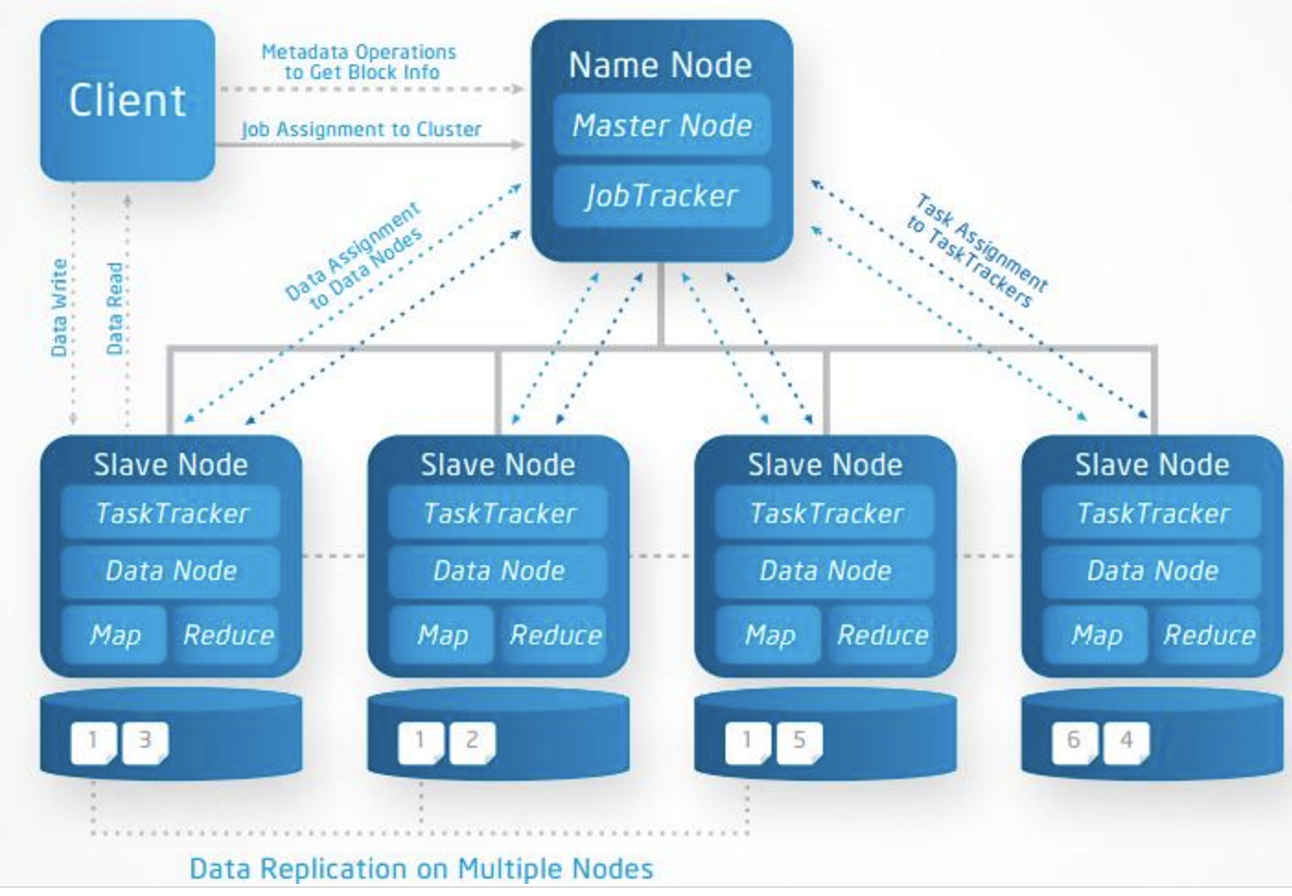 Client
Metadata Operations
to Get Block Info
Job Assignment to Cluster
Name Node
Master Node
JobTracker
Data Write
Data Read
Data Assignment
to Data Nodes
Task Assignment
to TaskTrackers
Slave Node
TaskTracker
Data Node
Map Reduce
1 3
Slave Node
TaskTracker
Data Node
Map Reduce
1 2
Slave Node
TaskTracker
Data Node
Map Reduce
1 5
Slave Node
TaskTracker
Data Node
Map Reduce
6 4
Data Replication on Multiple Nodes